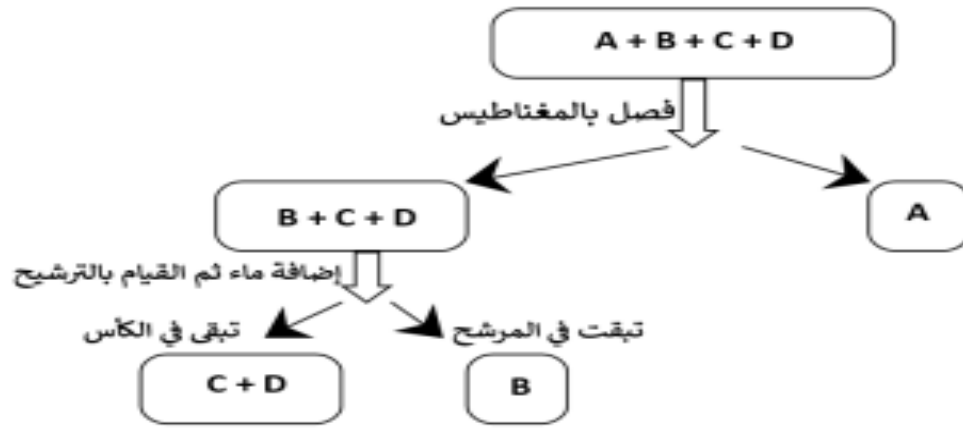 A + B + C + D
فصل بالمغناطيس
A
B + C + D
إضافة ماء ثم القيام بالترشيح
تبقت في المرشح
تبقى في الكأس
B
C + D